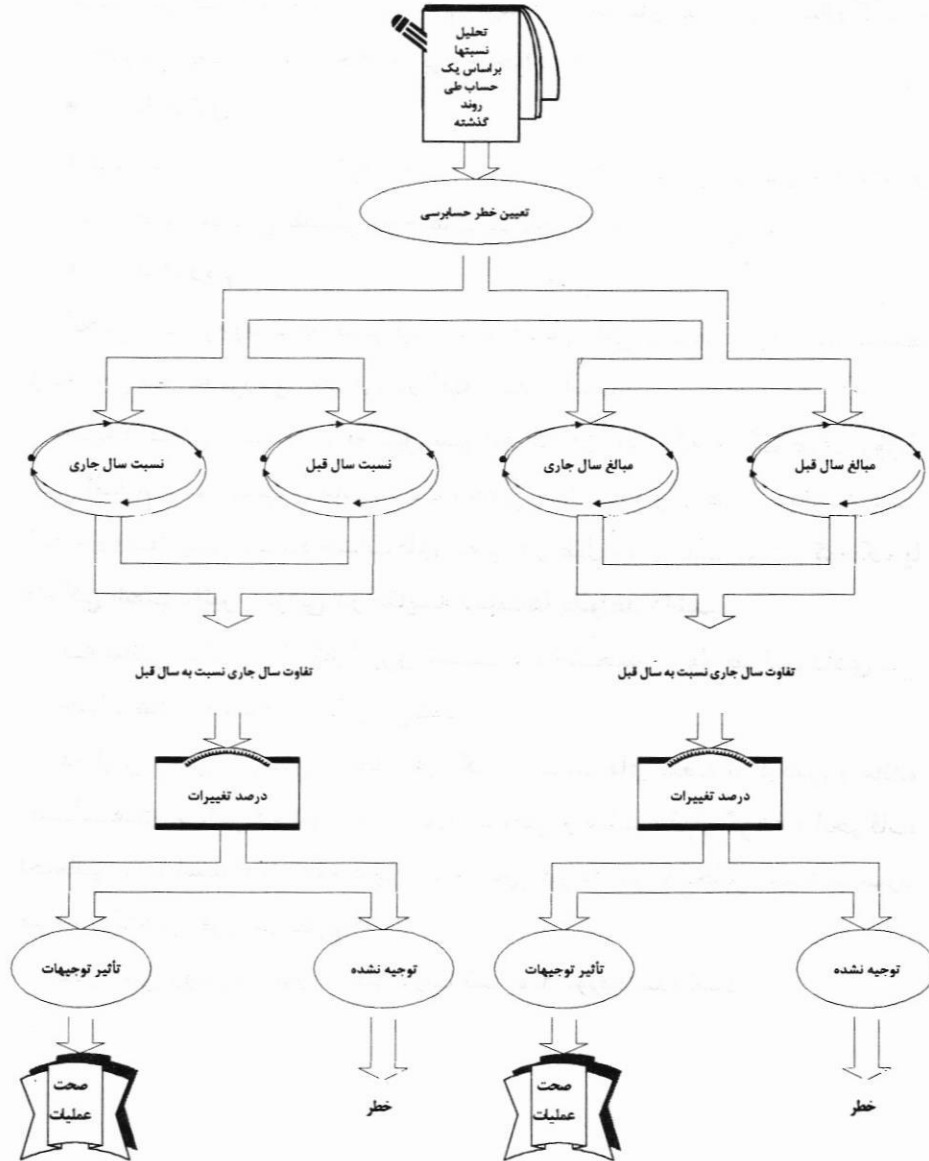 تحلیل
نسبتها
براساس یک
حساب طی
روند
گذشته
تعیین خطر حسابرسی
مبالغ سال قبل
مبالغ سال جاری
نسبت سال قبل
نسبت سال جاری
تفاوت سال جاری نسبت به سال قبل
تفاوت سال جاری نسبت به سال قبل
درصد تغییرات
درصد تغییرات
توجیه نشده
تأثیر توجیهات
توجیه نشده
تأثیر توجیهات
خطر
صحت
عملیات
خطر
صحت
عملیات